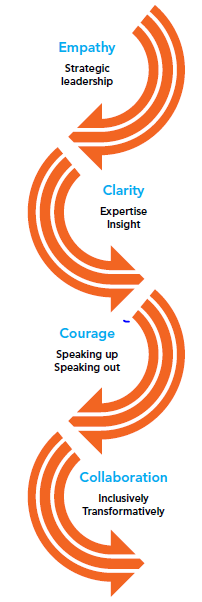 Empathy
Strategic
leadership
Clarity
Expertise
Insight
Courage
Speaking up
Speaking out
Collaboration
Inclusively
Transformatively